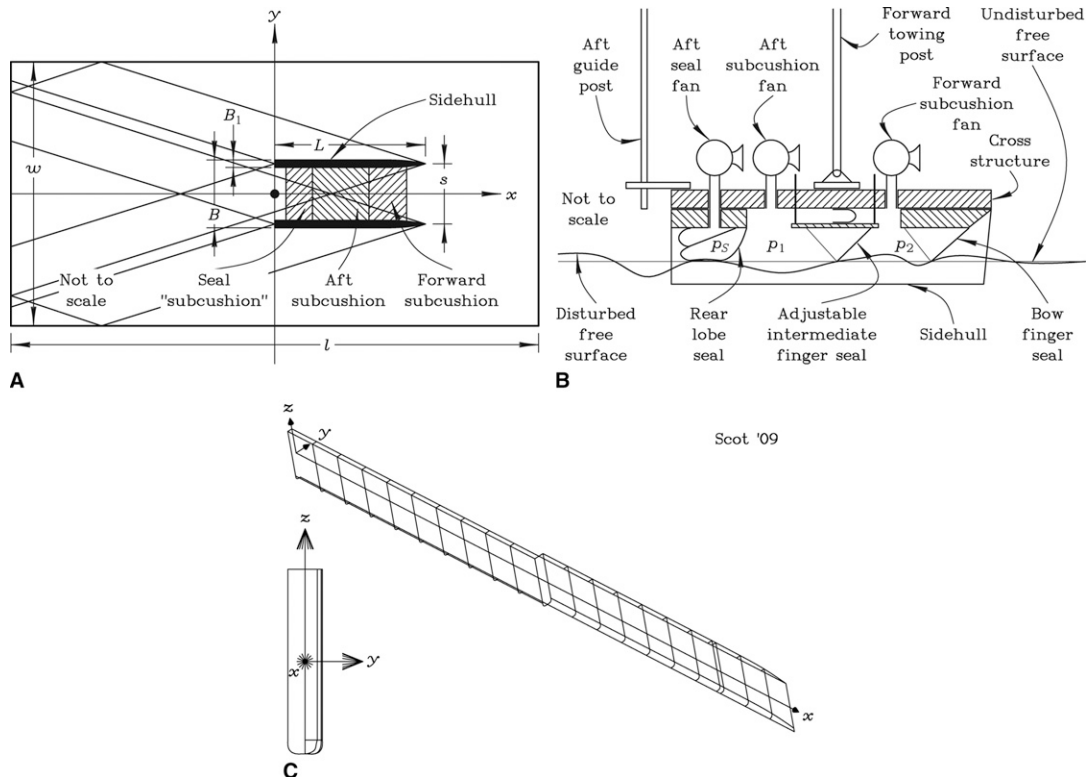 y
Sidehull
B₁
L
w
s
x
B
Not to
scale
Seal
"subcushion"
Aft
subcushion
Forward
subcushion
l
A
Aft
guide
post
Aft
seal
fan
Aft
subcushion
fan
Forward
towing
post
Undisturbed
free
surface
Forward
subcushion
fan
Cross
structure
Not to
scale
p_S
p₁
p₂
Disturbed
free
surface
Rear
lobe
seal
Adjustable
intermediate
finger seal
Sidehull
Bow
finger
seal
B
Scot '09
z
y
x
z
x
y
C